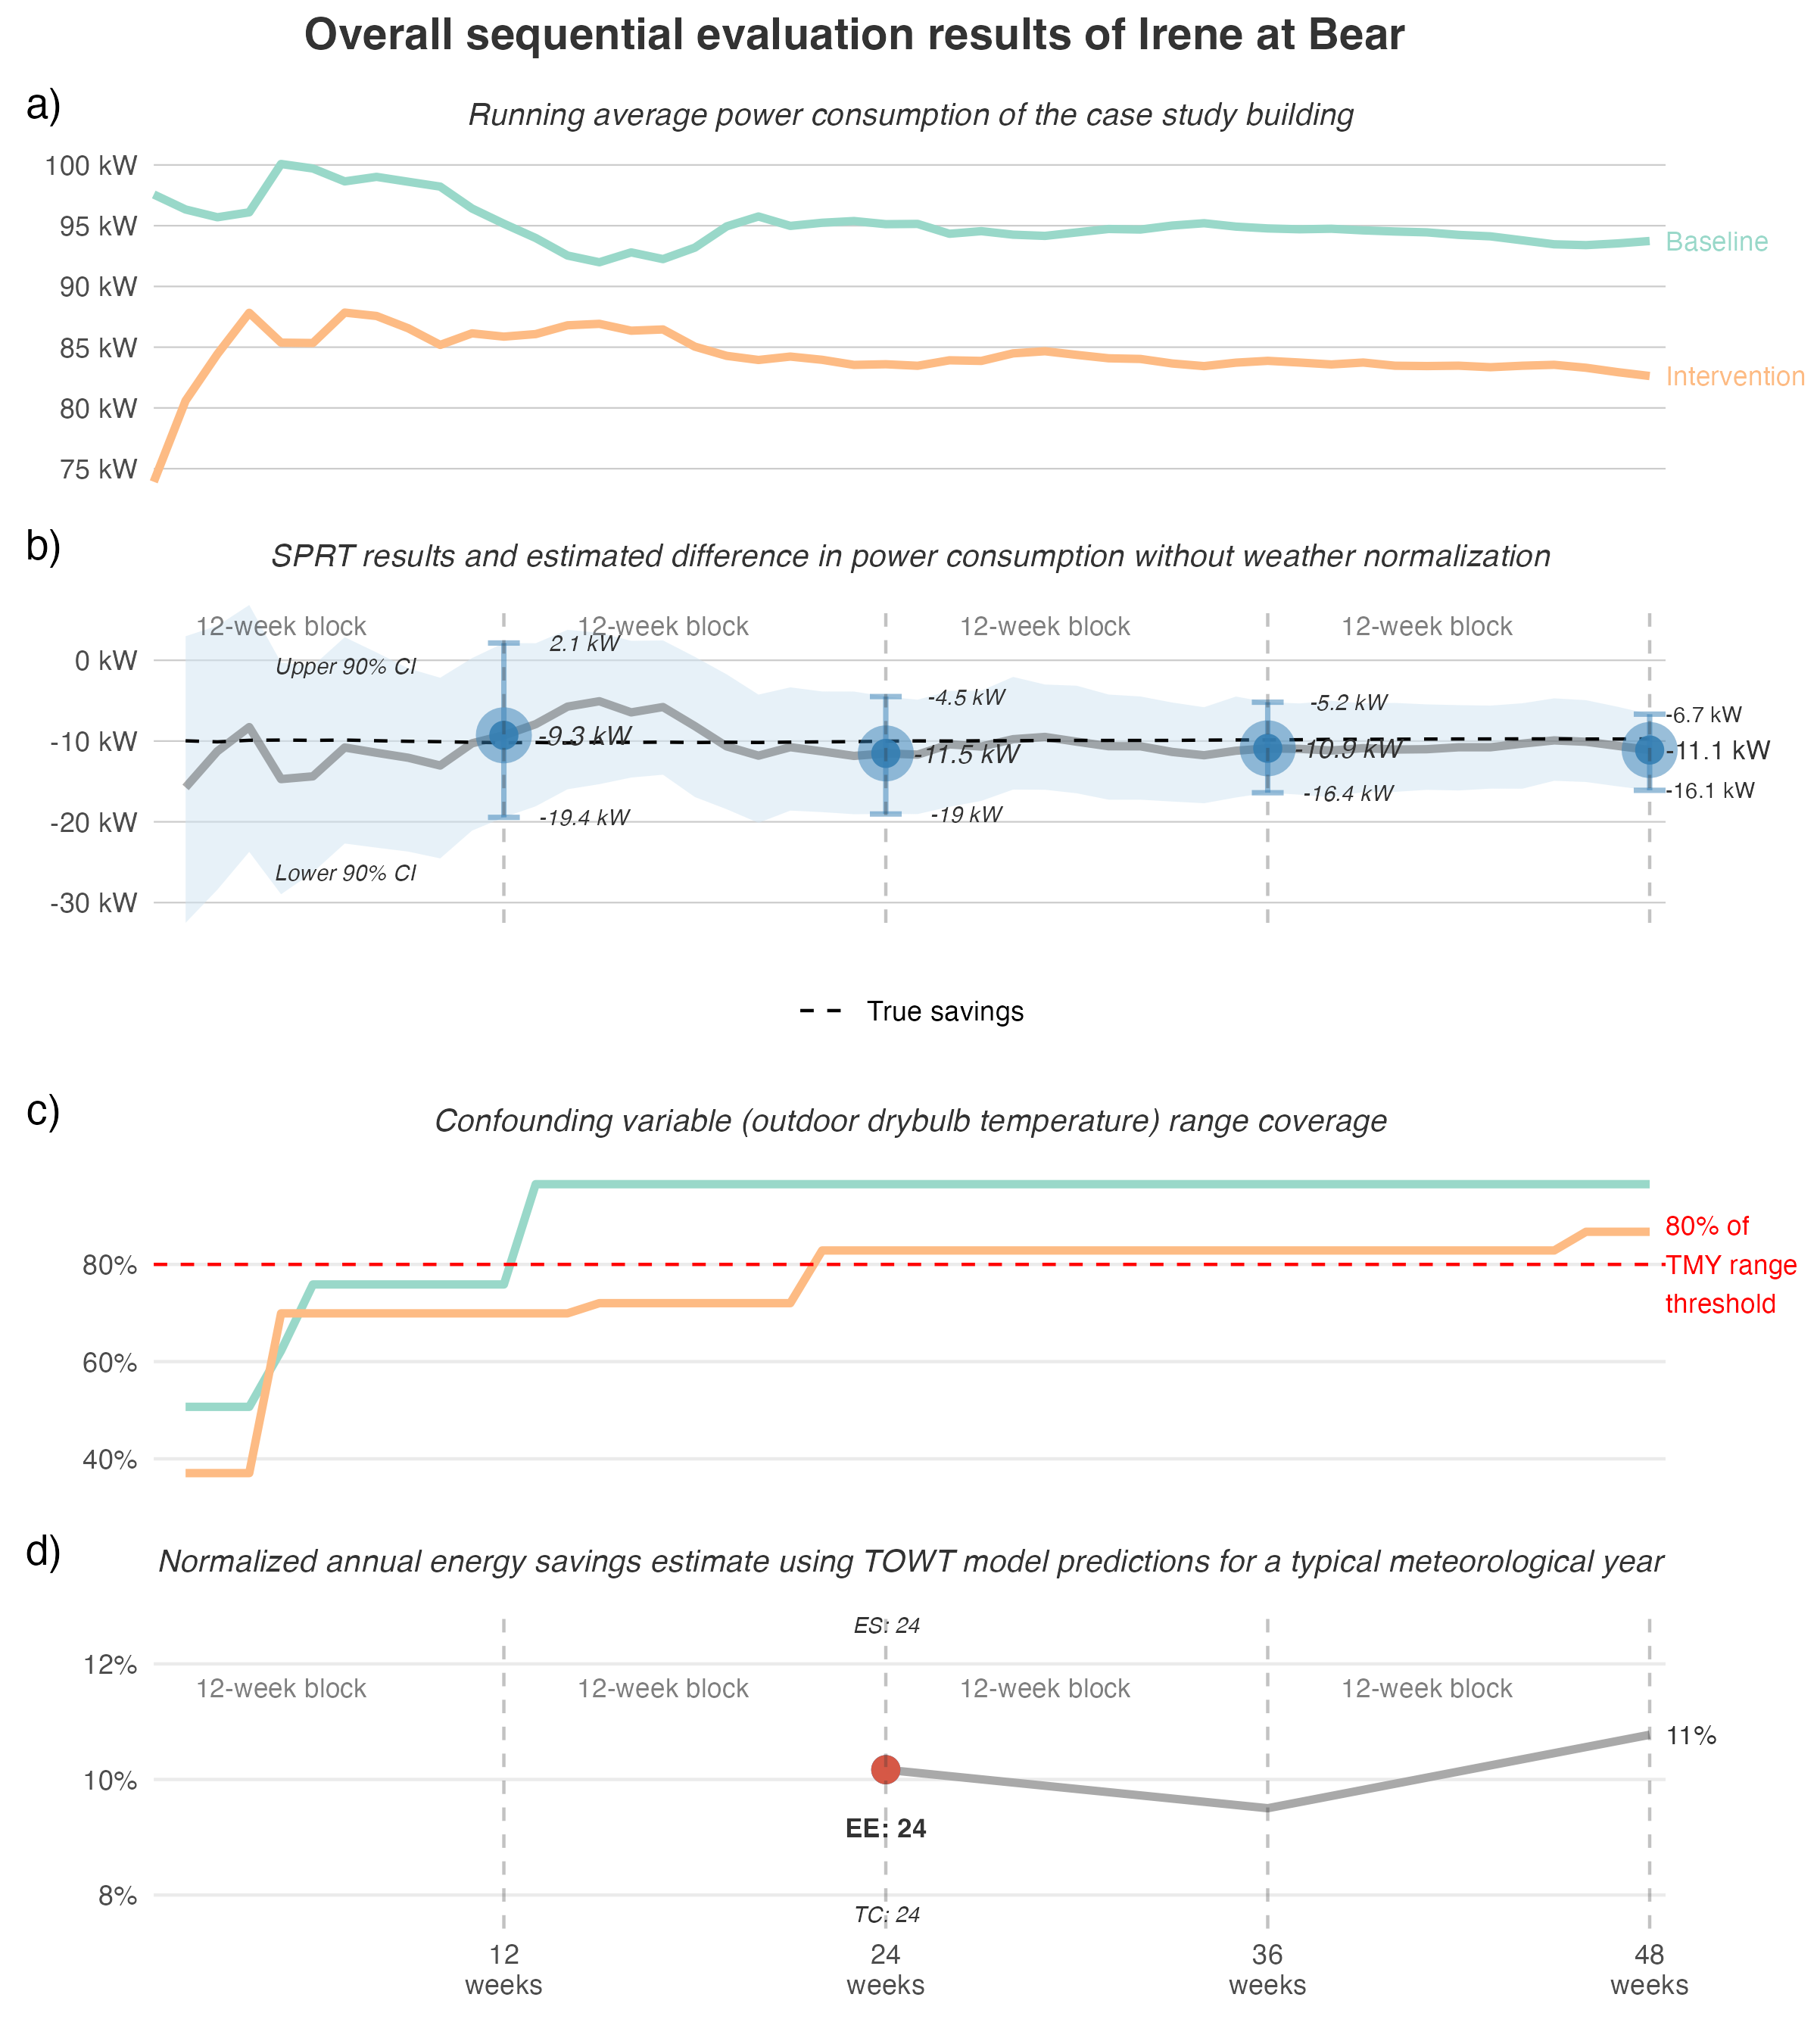 Overall sequential evaluation results of Irene at Bear
a)
Running average power consumption of the case study building
100 kW
95 kW
90 kW
85 kW
80 kW
75 kW
Baseline
Intervention
b)
SPRT results and estimated difference in power consumption without weather normalization
12-week block
12-week block
12-week block
12-week block
0 kW
-10 kW
-20 kW
-30 kW
Upper 90% CI
Lower 90% CI
2.1 kW
-9.3 kW
-19.4 kW
-4.5 kW
-11.5 kW
-19 kW
-5.2 kW
-10.9 kW
-16.4 kW
-6.7 kW
-11.1 kW
-16.1 kW
True savings
c)
Confounding variable (outdoor drybulb temperature) range coverage
80%
60%
40%
80% of
TMY range
threshold
d)
Normalized annual energy savings estimate using TOWT model predictions for a typical meteorological year
ES: 24
12%
10%
8%
12-week block
12-week block
12-week block
12-week block
11%
EE: 24
TC: 24
12
weeks
24
weeks
36
weeks
48
weeks